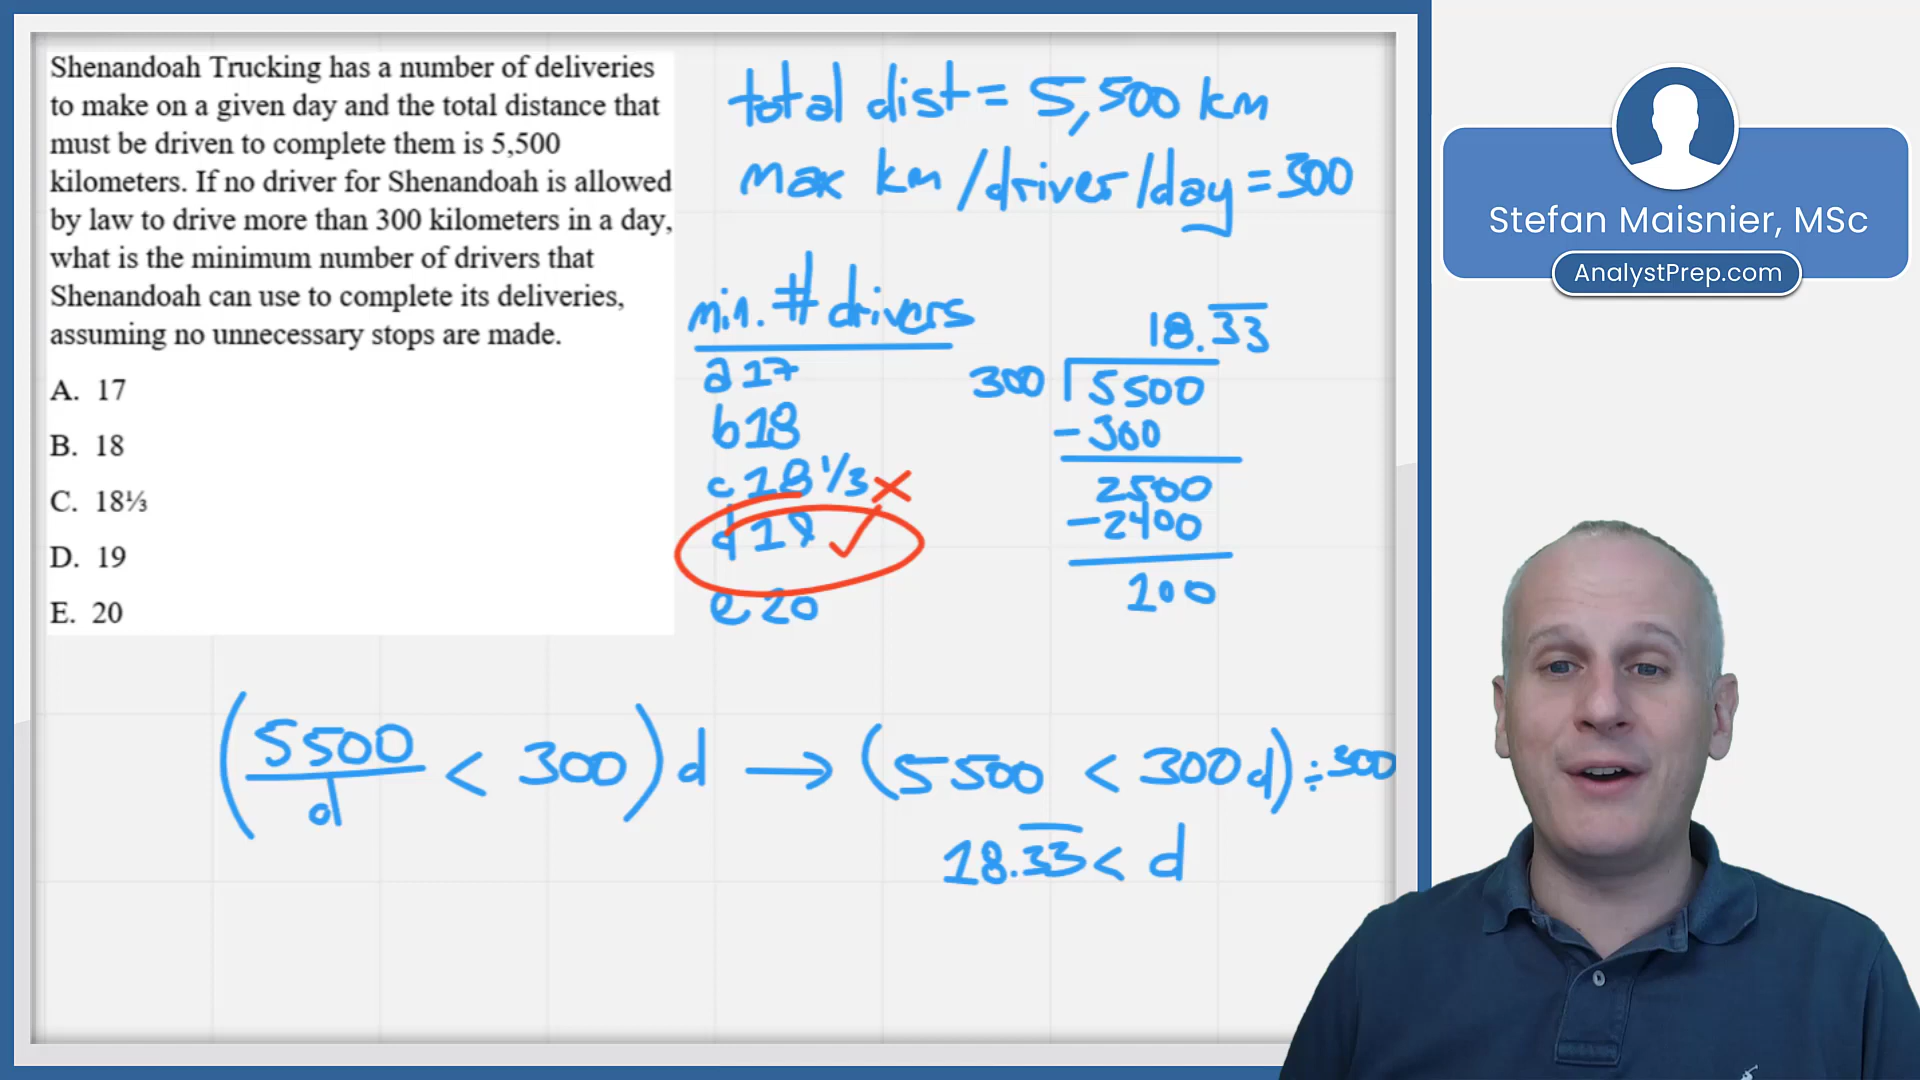 Shenandoah Trucking has a number of deliveries
to make on a given day and the total distance that
must be driven to complete them is 5,500
kilometers. If no driver for Shenandoah is allowed
by law to drive more than 300 kilometers in a day,
what is the minimum number of drivers that
Shenandoah can use to complete its deliveries,
assuming no unnecessary stops are made.
A. 17
B. 18
C. 18⅓
D. 19
E. 20
total dist = 5,500 km
max km/driver/day = 300
min. # drivers
a 17
b 18
c 18 1/3 ×
d 19 ✓
e 20
18.33
300 5500
-300
2500
-2400
100
(5500/d < 300) d → (5500 < 300d) ÷ 300
18.33 < d
Stefan Maisnier, MSc
AnalystPrep.com